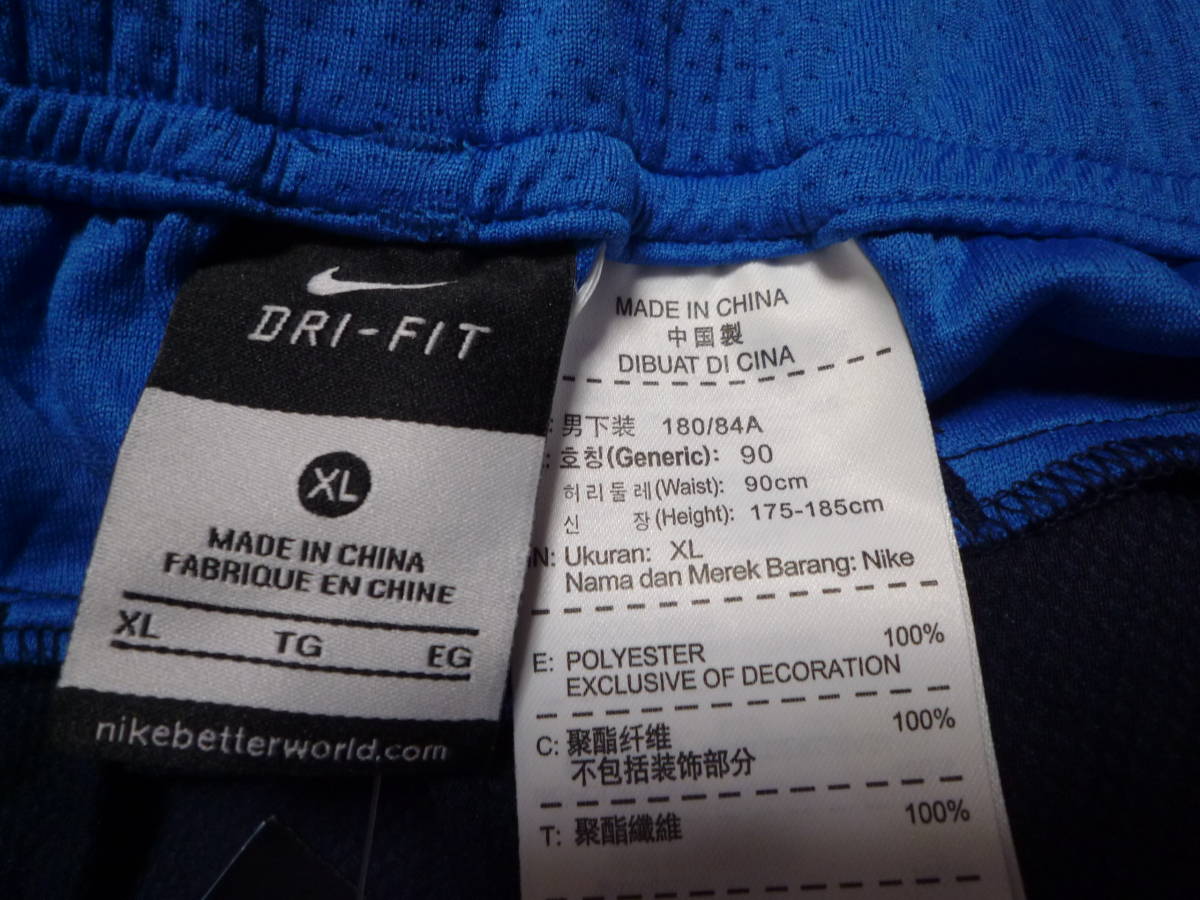 DRI-FIT
XL
MADE IN CHINA
FABRIQUE EN CHINE
XL TG EG
nikebetterworld.com
MADE IN CHINA
中国製
DIBUAT DI CINA
: 男下装 180/84A
: 호칭(Generic): 90
허리둘레(Waist): 90cm
신 장(Height): 175-185cm
N: Ukuran: XL
Nama dan Merek Barang: Nike
E: POLYESTER 100%
EXCLUSIVE OF DECORATION
C: 聚酯纤维 100%
不包括装饰部分
T: 聚酯纖維 100%